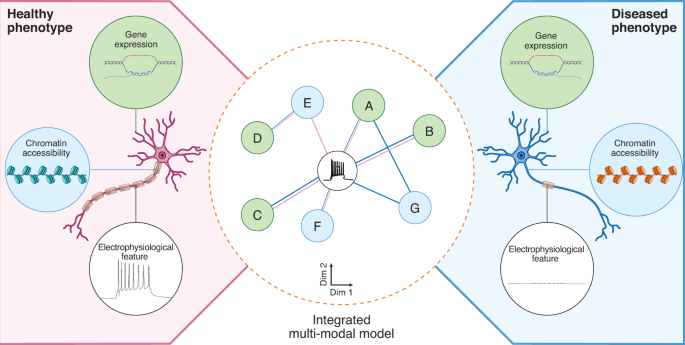 Healthy
phenotype
Gene
expression
Chromatin
accessibility
Electrophysiological
feature
E
A
D
B
C
F
G
Dim 2
Dim 1
Integrated
multi-modal model
Diseased
phenotype
Gene
expression
Chromatin
accessibility
Electrophysiological
feature